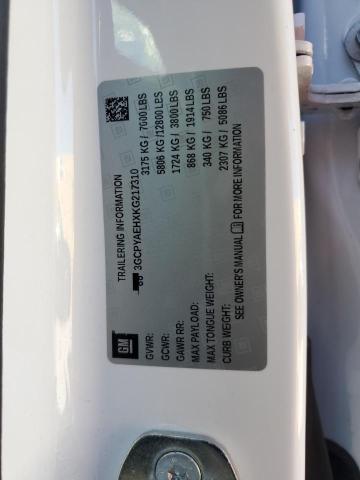 GM
TRAILERING INFORMATION
3GCPYAEHXKG217310
GVWR: 3175 KG / 7000 LBS
GCWR: 5806 KG / 12800 LBS
GAWR RR: 1724 KG / 3800 LBS
MAX PAYLOAD: 868 KG / 1914 LBS
MAX TONGUE WEIGHT: 340 KG / 750 LBS
CURB WEIGHT: 2307 KG / 5086 LBS
SEE OWNER'S MANUAL FOR MORE INFORMATION